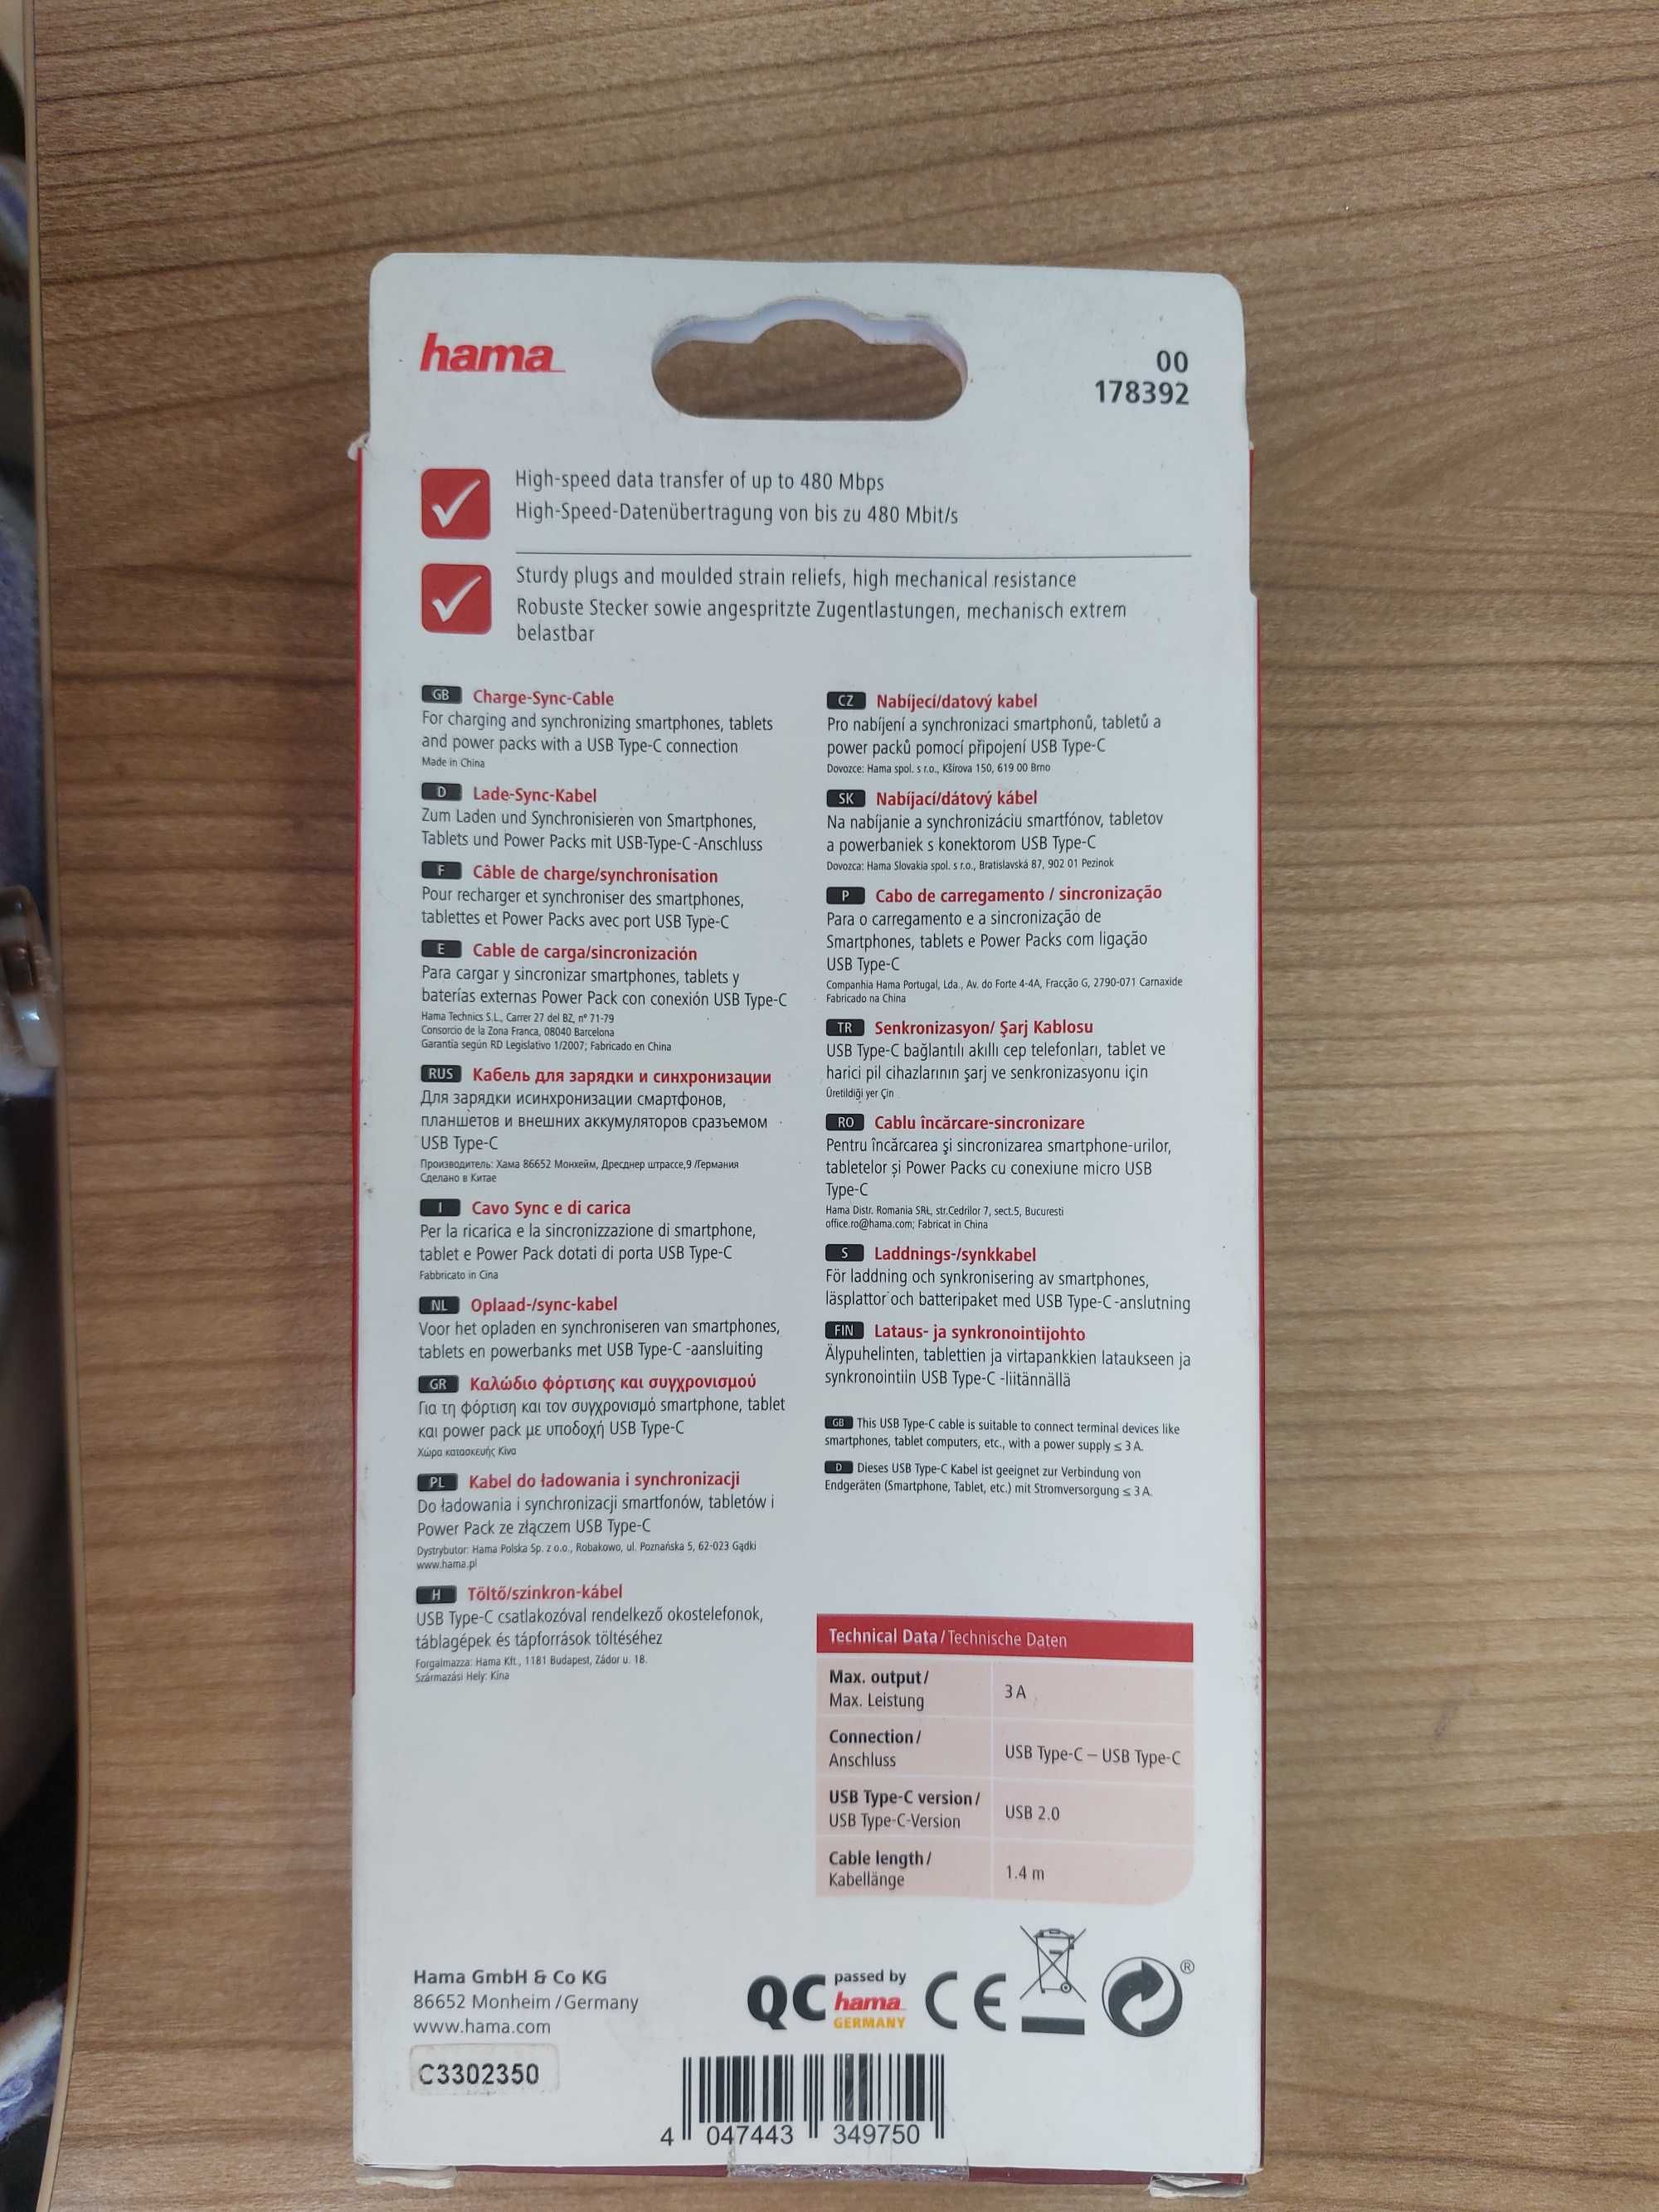 hama
00
178392
High-speed data transfer of up to 480 Mbps
High-Speed-Datenübertragung von bis zu 480 Mbit/s
Sturdy plugs and moulded strain reliefs, high mechanical resistance
Robuste Stecker sowie angespritzte Zugentlastungen, mechanisch extrem
belastbar
GB Charge-Sync-Cable
For charging and synchronizing smartphones, tablets
and power packs with a USB Type-C connection
Made in China
D Lade-Sync-Kabel
Zum Laden und Synchronisieren von Smartphones,
Tablets und Power Packs mit USB-Type-C-Anschluss
F Câble de charge/synchronisation
Pour recharger et synchroniser des smartphones,
tablettes et Power Packs avec port USB Type-C
E Cable de carga/sincronización
Para cargar y sincronizar smartphones, tablets y
baterías externas Power Pack con conexión USB Type-C
Hama Technics S.L., Carrer 27 del BZ, nº 71-79
Consorcio de la Zona Franca, 08040 Barcelona
Garantía según RD Legislativo 1/2007; Fabricado en China
RUS Кабель для зарядки и синхронизации
Для зарядки исинхронизации смартфонов,
планшетов и внешних аккумуляторов сразъемом
USB Type-C
Производитель: Хама 86652 Монхейм, Дресднер штрассе,9 /Германия
Сделано в Китае
I Cavo Sync e di carica
Per la ricarica e la sincronizzazione di smartphone,
tablet e Power Pack dotati di porta USB Type-C
Fabbricato in Cina
NL Oplaad-/sync-kabel
Voor het opladen en synchroniseren van smartphones,
tablets en powerbanks met USB Type-C -aansluiting
GR Καλώδιο φόρτισης και συγχρονισμού
Για τη φόρτιση και τον συγχρονισμό smartphone, tablet
και power pack με υποδοχή USB Type-C
Χώρα κατασκευής Κίνα
PL Kabel do ładowania i synchronizacji
Do ładowania i synchronizacji smartfonów, tabletów i
Power Pack ze złączem USB Type-C
Dystrybutor: Hama Polska Sp. z o.o., Robakowo, ul. Poznańska 5, 62-023 Gądki
www.hama.pl
H Töltő/szinkron-kábel
USB Type-C csatlakozóval rendelkező okostelefonok,
táblagépek és tápforrások töltéséhez
Forgalmazza: Hama Kft., 1181 Budapest, Zádor u. 18.
Származási Hely: Kína
CZ Nabíjecí/datový kabel
Pro nabíjení a synchronizaci smartphonů, tabletů a
power packů pomocí připojení USB Type-C
Dovozce: Hama spol. s r.o., Kšírova 150, 619 00 Brno
SK Nabíjací/dátový kábel
Na nabíjanie a synchronizáciu smartfónov, tabletov
a powerbaniek s konektorom USB Type-C
Dovozca: Hama Slovakia spol. s r.o., Bratislavská 87, 902 01 Pezinok
P Cabo de carregamento / sincronização
Para o carregamento e a sincronização de
Smartphones, tablets e Power Packs com ligação
USB Type-C
Companhia Hama Portugal, Lda., Av. do Forte 4-4A, Fracção G, 2790-071 Carnaxide
Fabricado na China
TR Senkronizasyon/ Şarj Kablosu
USB Type-C bağlantılı akıllı cep telefonları, tablet ve
harici pil cihazlarının şarj ve senkronizasyonu için
Üretildiği yer Çin
RO Cablu încărcare-sincronizare
Pentru încărcarea şi sincronizarea smartphone-urilor,
tabletelor și Power Packs cu conexiune micro USB
Type-C
Hama Distr. Romania SRL, str.Cedrilor 7, sect.5, Bucuresti
office.ro@hama.com; Fabricat in China
S Laddnings-/synkkabel
För laddning och synkronisering av smartphones,
läsplattor och batteripaket med USB Type-C-anslutning
FIN Lataus- ja synkronointijohto
Älypuhelinten, tablettien ja virtapankkien lataukseen ja
synkronointiin USB Type-C -liitännällä
GB This USB Type-C cable is suitable to connect terminal devices like
smartphones, tablet computers, etc., with a power supply ≤ 3 A.
D Dieses USB Type-C Kabel ist geeignet zur Verbindung von
Endgeräten (Smartphone, Tablet, etc.) mit Stromversorgung ≤ 3 A.
Technical Data/Technische Daten
Max. output/
Max. Leistung
3 A
Connection/
Anschluss
USB Type-C – USB Type-C
USB Type-C version/
USB Type-C-Version
USB 2.0
Cable length/
Kabellänge
1.4 m
Hama GmbH & Co KG
86652 Monheim/Germany
www.hama.com
QC passed by
hama
GERMANY
CE
®
C3302350
4 047443 349750